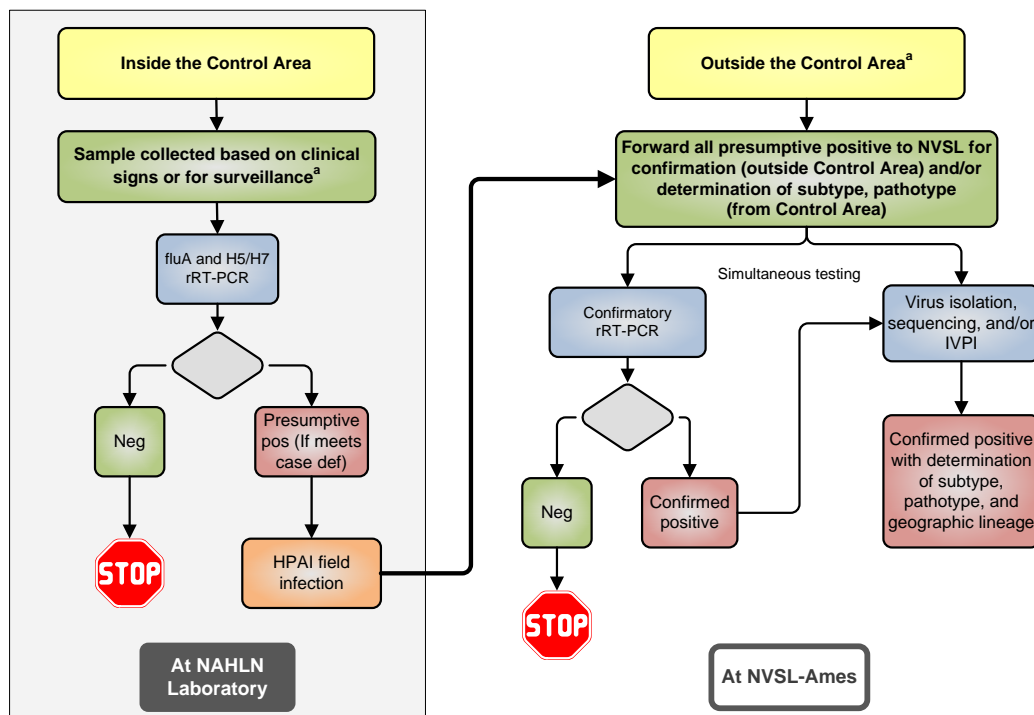 Inside the Control Area
Sample collected based on clinical
signs or for surveillanceª
fluA and H5/H7
rRT-PCR
Neg
Presumptive
pos (If meets
case def)
STOP
HPAI field
infection
At NAHLN
Laboratory
Outside the Control Areaª
Forward all presumptive positive to NVSL for
confirmation (outside Control Area) and/or
determination of subtype, pathotype
(from Control Area)
Simultaneous testing
Confirmatory
rRT-PCR
Virus isolation,
sequencing, and/or
IVPI
Neg
Confirmed
positive
Confirmed positive
with determination
of subtype,
pathotype, and
geographic lineage
STOP
At NVSL-Ames